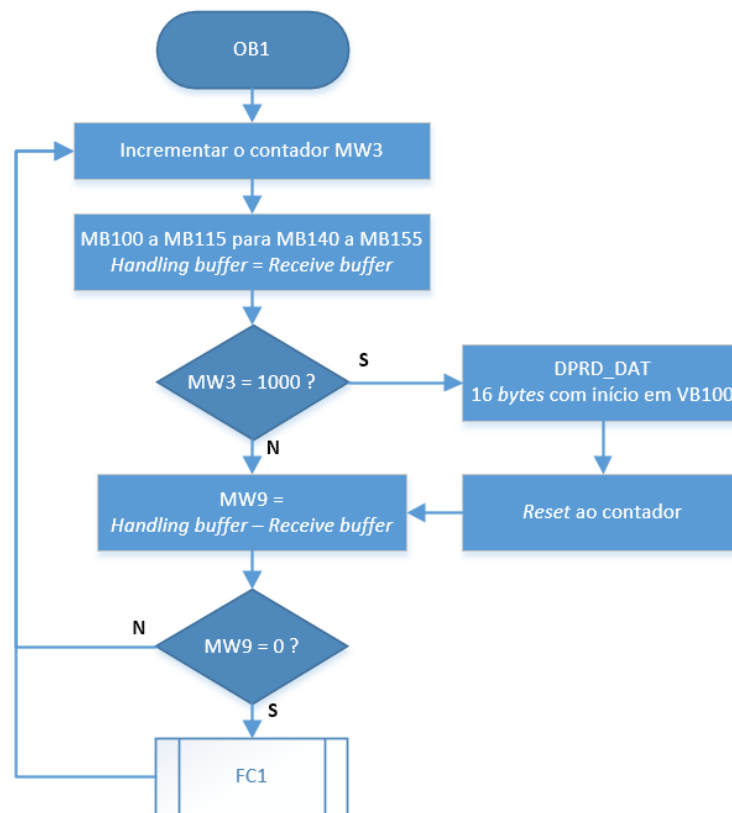 OB1
Incrementar o contador MW3
MB100 a MB115 para MB140 a MB155
Handling buffer = Receive buffer
MW3 = 1000 ?
S
DPRD_DAT
16 bytes com início em VB100
N
MW9 =
Handling buffer – Receive buffer
Reset ao contador
N
MW9 = 0 ?
S
FC1